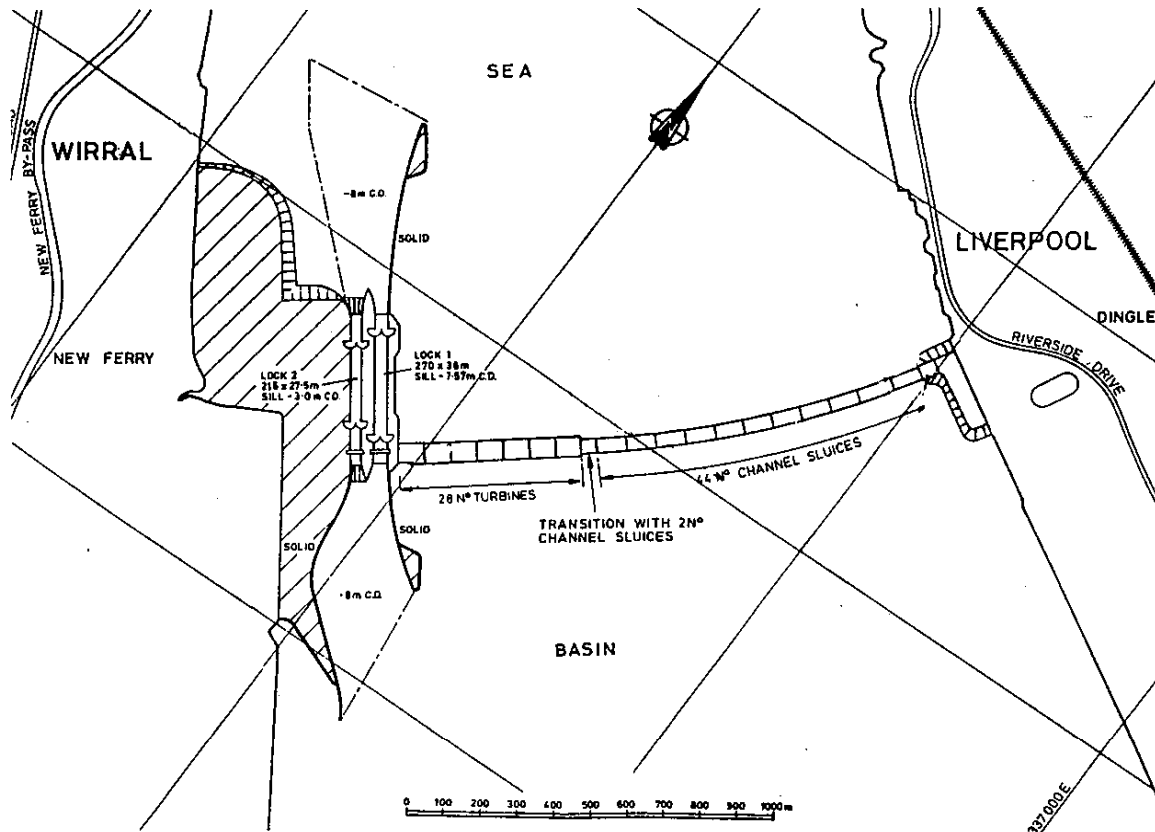 SEA
WIRRAL
NEW FERRY BY-PASS
-8m C.D.
SOLID
LIVERPOOL
DINGLE
RIVERSIDE DRIVE
NEW FERRY
LOCK 1
270 x 36m
SILL -7·57m C.D.
LOCK 2
215 x 27·5m
SILL -3·0m C.D.
28 Nº TURBINES
44 Nº CHANNEL SLUICES
TRANSITION WITH 2Nº
CHANNEL SLUICES
SOLID
SOLID
-8m C.D.
BASIN
0 100 200 300 400 500 600 700 800 900 1000m
337000E